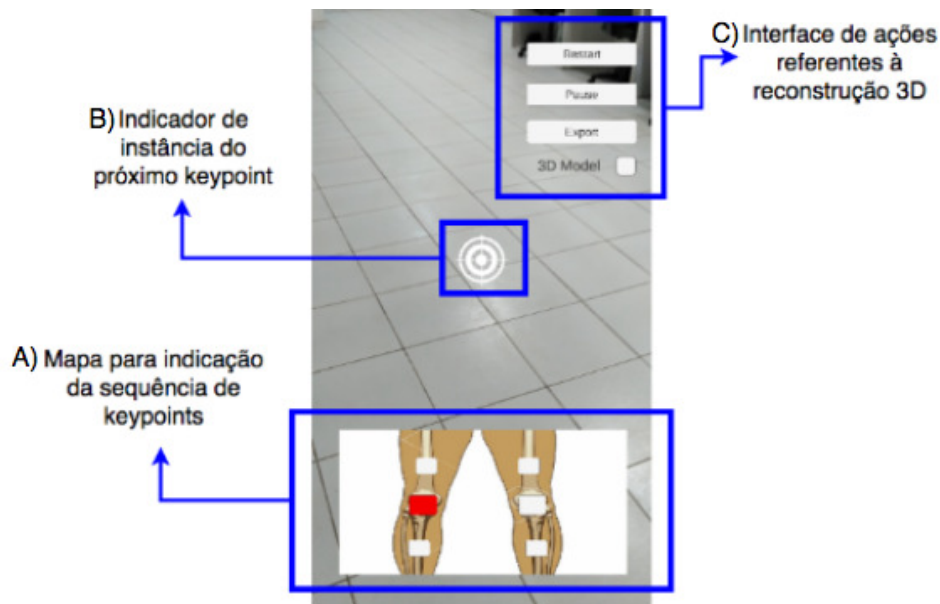 C) Interface de ações
referentes à
reconstrução 3D
Restart
Pause
Export
3D Model
B) Indicador de
instância do
próximo keypoint
A) Mapa para indicação
da sequência de
keypoints